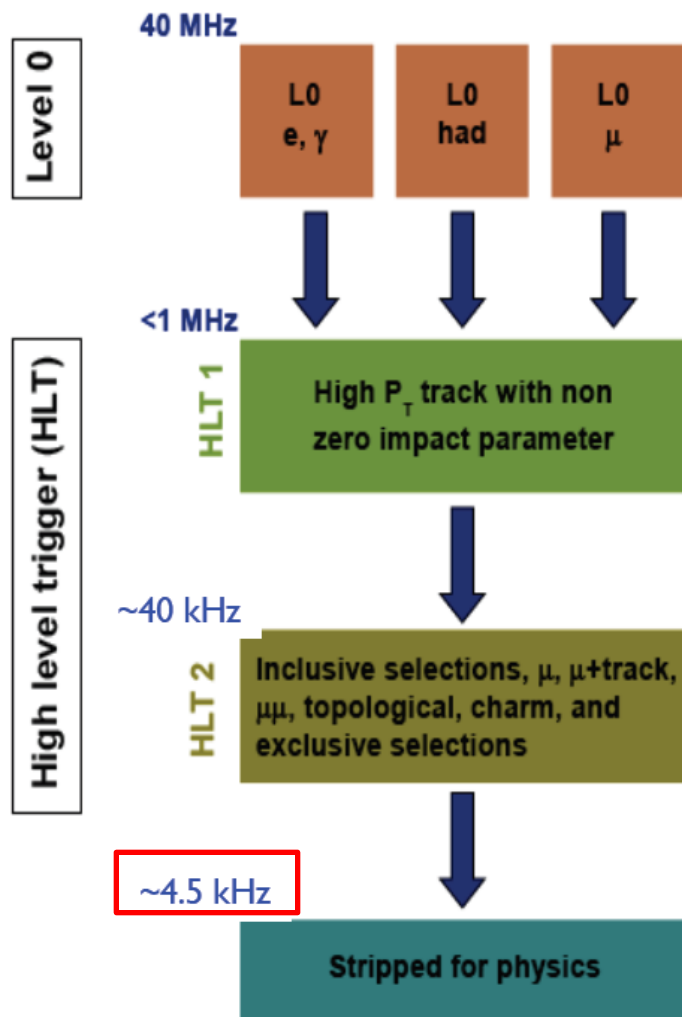 Level 0
40 MHz
L0
e, γ
L0
had
L0
μ
High level trigger (HLT)
<1 MHz
HLT 1
High P_T track with non
zero impact parameter
~40 kHz
HLT 2
Inclusive selections, μ, μ+track,
μμ, topological, charm, and
exclusive selections
~4.5 kHz
Stripped for physics